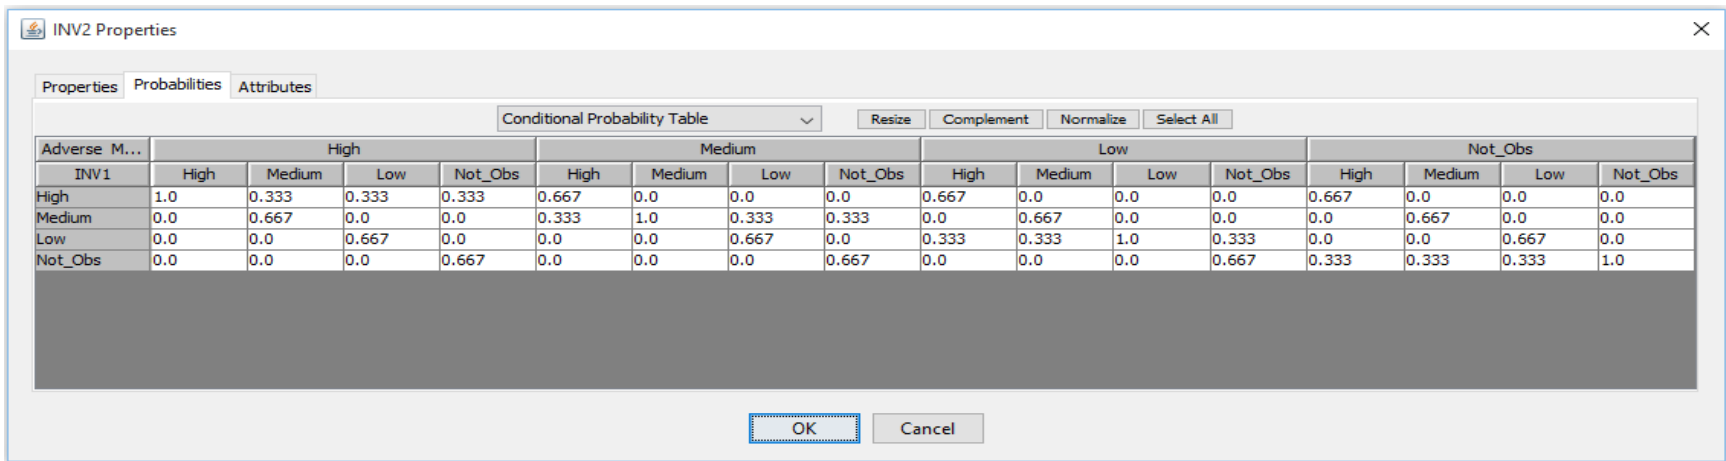 INV2 Properties
Properties Probabilities Attributes
Conditional Probability Table Resize Complement Normalize Select All
Adverse M... High Medium Low Not_Obs
INV1 High Medium Low Not_Obs High Medium Low Not_Obs High Medium Low Not_Obs High Medium Low Not_Obs
High 1.0 0.333 0.333 0.333 0.667 0.0 0.0 0.0 0.667 0.0 0.0 0.0 0.667 0.0 0.0 0.0
Medium 0.0 0.667 0.0 0.0 0.333 1.0 0.333 0.333 0.0 0.667 0.0 0.0 0.0 0.667 0.0 0.0
Low 0.0 0.0 0.667 0.0 0.0 0.0 0.667 0.0 0.333 0.333 1.0 0.333 0.0 0.0 0.667 0.0
Not_Obs 0.0 0.0 0.0 0.667 0.0 0.0 0.0 0.667 0.0 0.0 0.0 0.667 0.333 0.333 0.333 1.0
OK Cancel